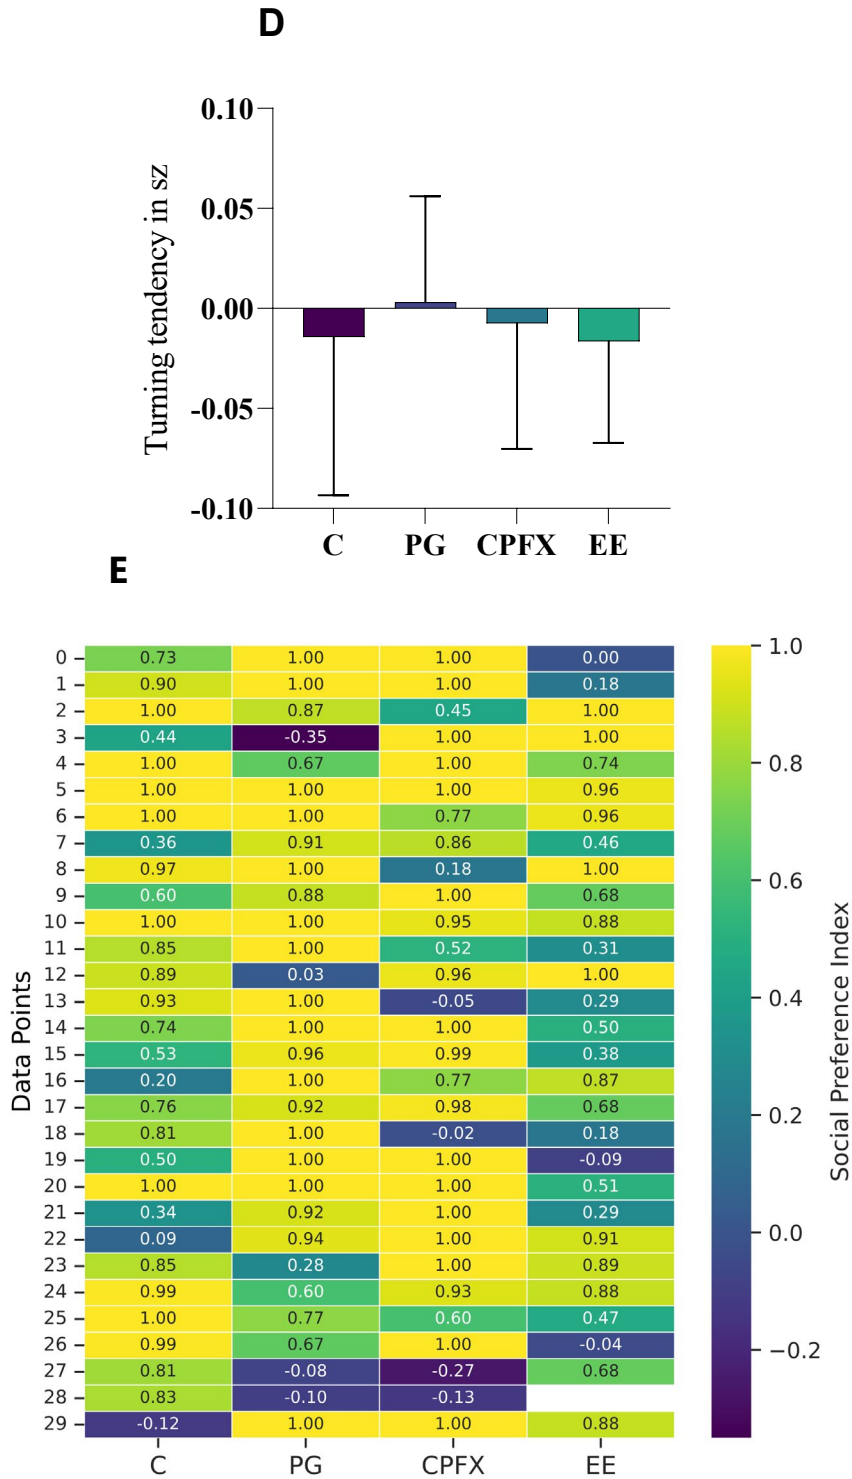 D
0.10
0.05
0.00
-0.05
-0.10
Turning tendency in sz
C PG CPFX EE
E
0 0.73 1.00 1.00 0.00
1 0.90 1.00 1.00 0.18
2 1.00 0.87 0.45 1.00
3 0.44 -0.35 1.00 1.00
4 1.00 0.67 1.00 0.74
5 1.00 1.00 1.00 0.96
6 1.00 1.00 0.77 0.96
7 0.36 0.91 0.86 0.46
8 0.97 1.00 0.18 1.00
9 0.60 0.88 1.00 0.68
10 1.00 1.00 0.95 0.88
11 0.85 1.00 0.52 0.31
12 0.89 0.03 0.96 1.00
13 0.93 1.00 -0.05 0.29
14 0.74 1.00 1.00 0.50
15 0.53 0.96 0.99 0.38
16 0.20 1.00 0.77 0.87
17 0.76 0.92 0.98 0.68
18 0.81 1.00 -0.02 0.18
19 0.50 1.00 1.00 -0.09
20 1.00 1.00 1.00 0.51
21 0.34 0.92 1.00 0.29
22 0.09 0.94 1.00 0.91
23 0.85 0.28 1.00 0.89
24 0.99 0.60 0.93 0.88
25 1.00 0.77 0.60 0.47
26 0.99 0.67 1.00 -0.04
27 0.81 -0.08 -0.27 0.68
28 0.83 -0.10 -0.13
29 -0.12 1.00 1.00 0.88
Data Points
C PG CPFX EE
1.0
0.8
0.6
0.4
0.2
0.0
−0.2
Social Preference Index